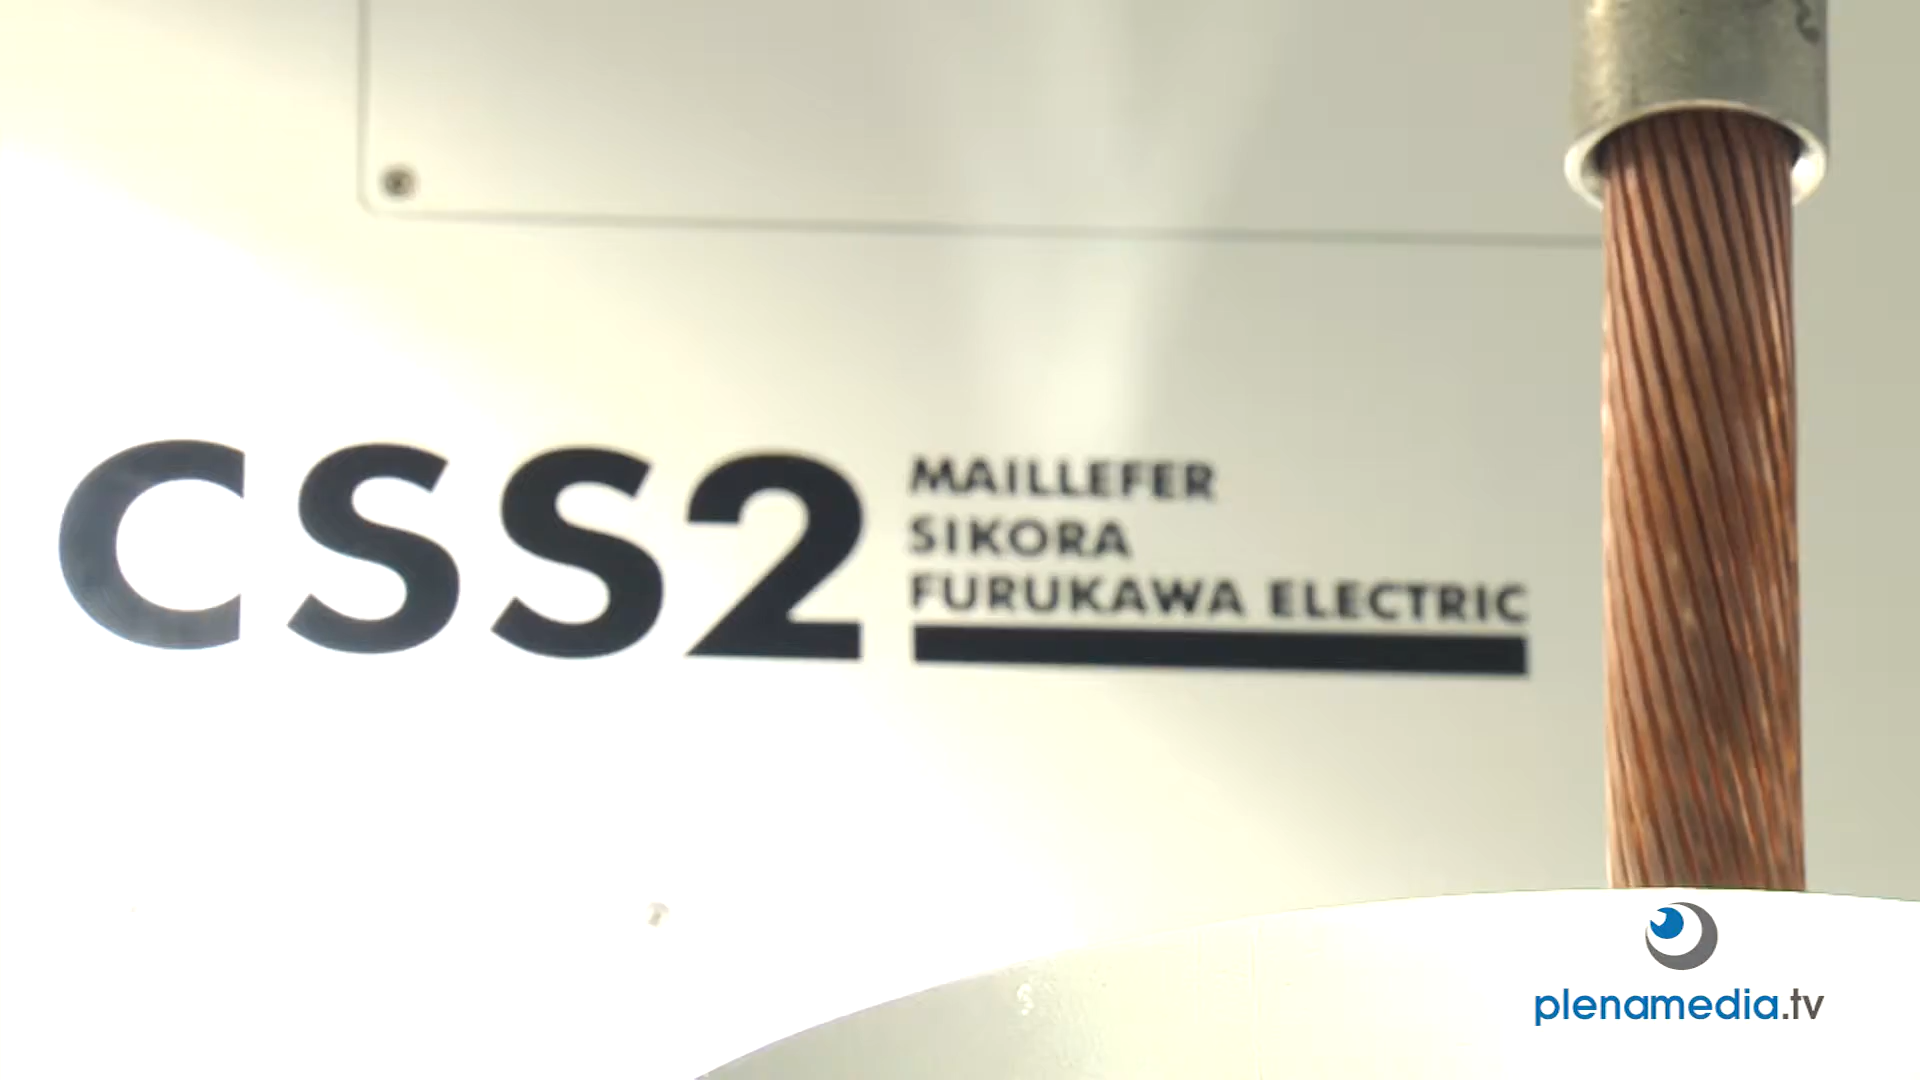 CSS2
MAILLEFER
SIKORA
FURUKAWA ELECTRIC
plenamedia.tv